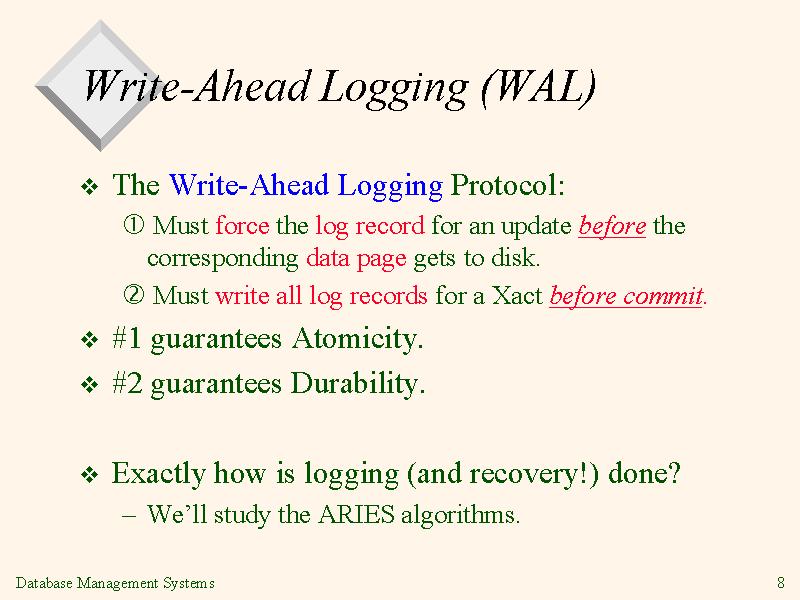 Write-Ahead Logging (WAL)
❖ The Write-Ahead Logging Protocol:
① Must force the log record for an update before the
corresponding data page gets to disk.
② Must write all log records for a Xact before commit.
❖ #1 guarantees Atomicity.
❖ #2 guarantees Durability.
❖ Exactly how is logging (and recovery!) done?
– We’ll study the ARIES algorithms.
Database Management Systems
8